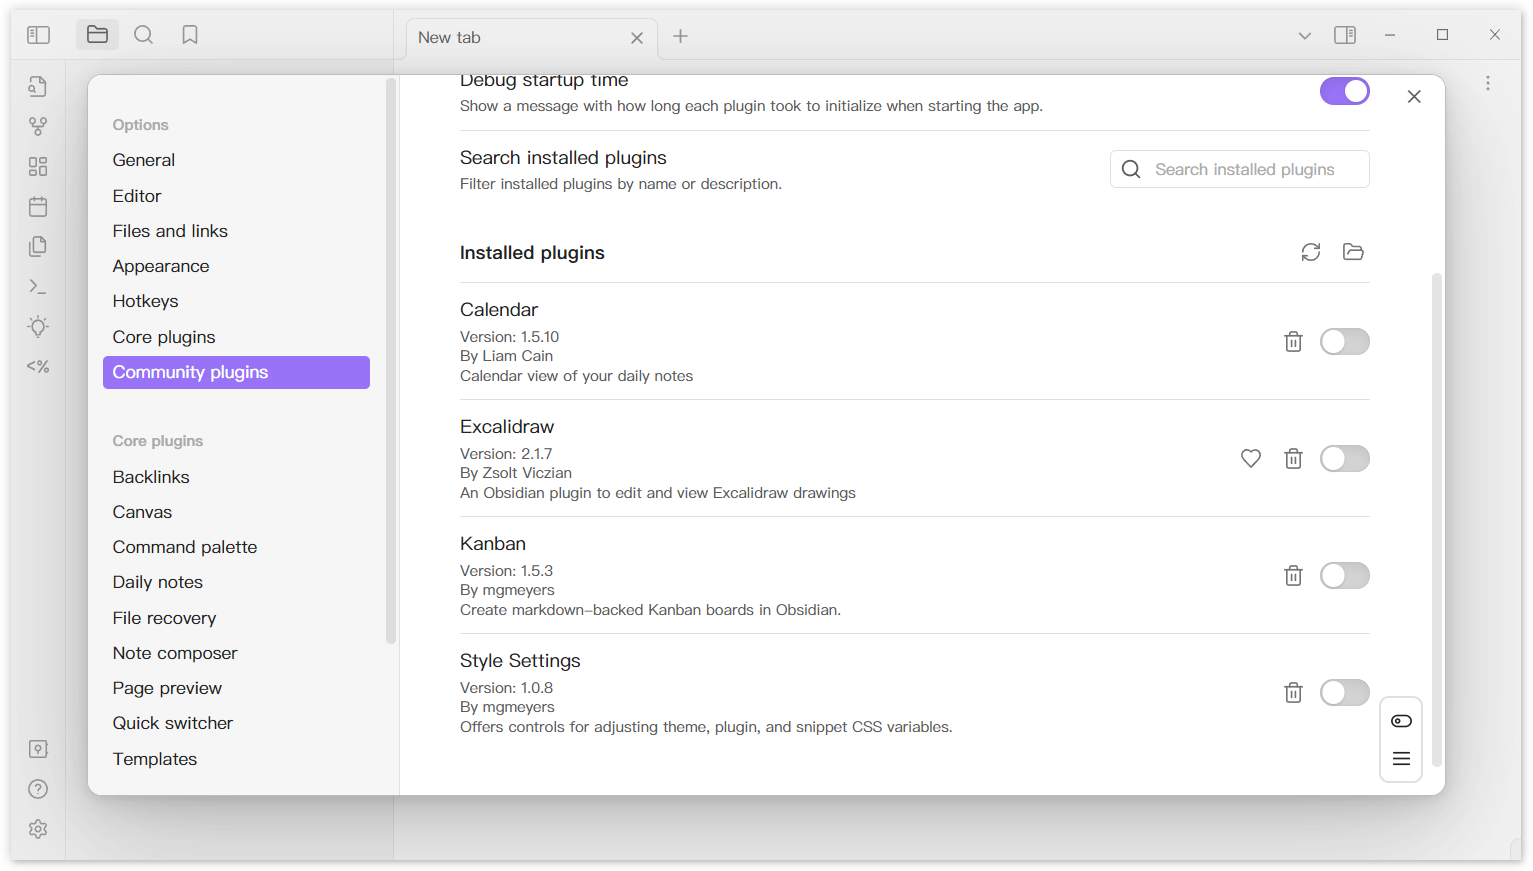 New tab
Options
General
Editor
Files and links
Appearance
Hotkeys
Core plugins
Community plugins
Core plugins
Backlinks
Canvas
Command palette
Daily notes
File recovery
Note composer
Page preview
Quick switcher
Templates
Debug startup time
Show a message with how long each plugin took to initialize when starting the app.
Search installed plugins
Filter installed plugins by name or description.
Search installed plugins
Installed plugins
Calendar
Version: 1.5.10
By Liam Cain
Calendar view of your daily notes
Excalidraw
Version: 2.1.7
By Zsolt Viczian
An Obsidian plugin to edit and view Excalidraw drawings
Kanban
Version: 1.5.3
By mgmeyers
Create markdown-backed Kanban boards in Obsidian.
Style Settings
Version: 1.0.8
By mgmeyers
Offers controls for adjusting theme, plugin, and snippet CSS variables.